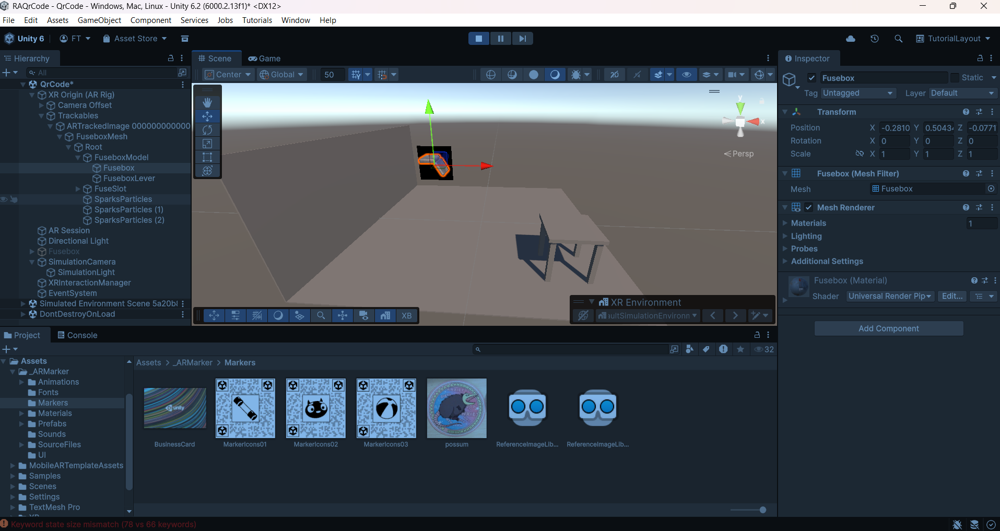 RAQrCode - QrCode - Windows, Mac, Linux - Unity 6.2 (6000.2.13f1)* <DX12>
File Edit Assets GameObject Component Services Jobs Tutorials Window Help
Unity 6 FT Asset Store TutorialLayout
Hierarchy
All
QrCode*
XR Origin (AR Rig)
Camera Offset
Trackables
ARTrackedImage 000000000000
FuseboxMesh
Root
FuseboxModel
Fusebox
FuseboxLever
FuseSlot
SparksParticles
SparksParticles (1)
SparksParticles (2)
AR Session
Directional Light
Fusebox
SimulationCamera
SimulationLight
XRInteractionManager
EventSystem
Simulated Environment Scene 5a20b
DontDestroyOnLoad
Scene Game
Center Global 50 2D
y
x
Persp
XR Environment
XB
aultSimulationEnvironm
Inspector
Fusebox Static
Tag Untagged Layer Default
Transform
Position X -0.2810 Y 0.5043 Z -0.0771
Rotation X 0 Y 0 Z 0
Scale X 1 Y 1 Z 1
Fusebox (Mesh Filter)
Mesh Fusebox
Mesh Renderer
Materials 1
Lighting
Probes
Additional Settings
Fusebox (Material)
Shader Universal Render Pip Edit...
Add Component
Project Console
32
Assets
_ARMarker
Animations
Fonts
Markers
Materials
Prefabs
Sounds
SourceFiles
UI
MobileARTemplateAssets
Samples
Scenes
Settings
TextMesh Pro
Assets > _ARMarker > Markers
unity
BusinessCard MarkerIcons01 MarkerIcons02 MarkerIcons03 possum ReferenceImageLib... ReferenceImageLib...
Keyword state size mismatch (78 vs 66 keywords)